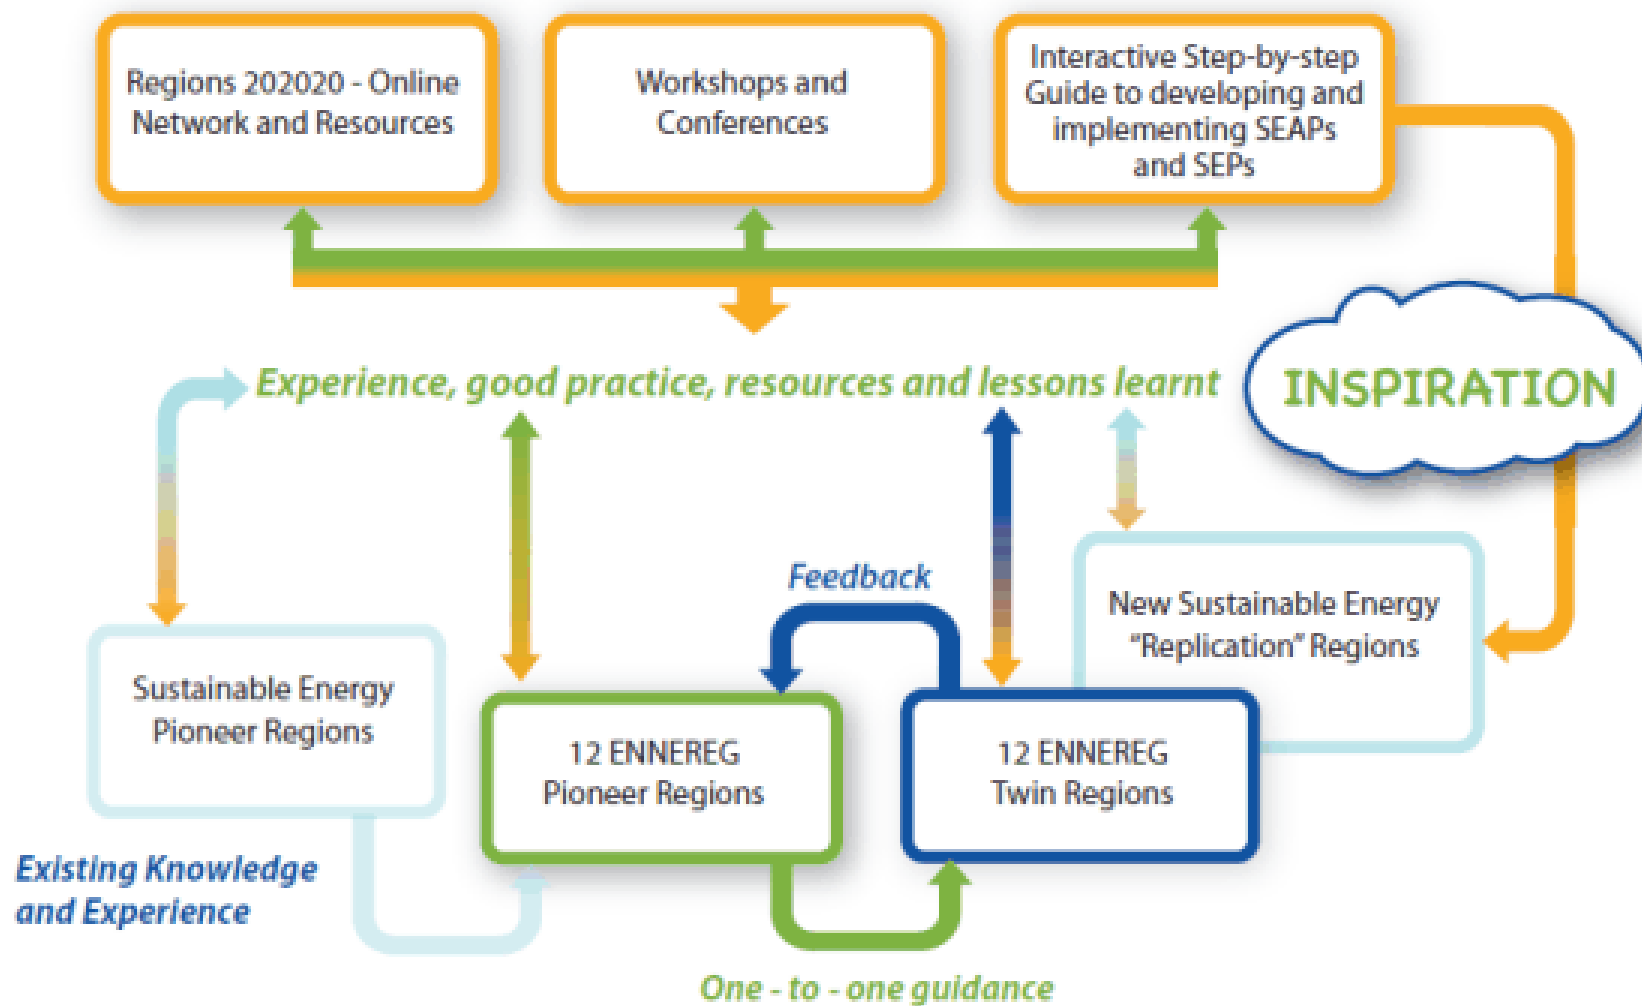 Regions 202020 - Online
Network and Resources
Workshops and
Conferences
Interactive Step-by-step
Guide to developing and
implementing SEAPs
and SEPs
Experience, good practice, resources and lessons learnt
INSPIRATION
Feedback
New Sustainable Energy
"Replication" Regions
Sustainable Energy
Pioneer Regions
12 ENNEREG
Pioneer Regions
12 ENNEREG
Twin Regions
Existing Knowledge
and Experience
One - to - one guidance